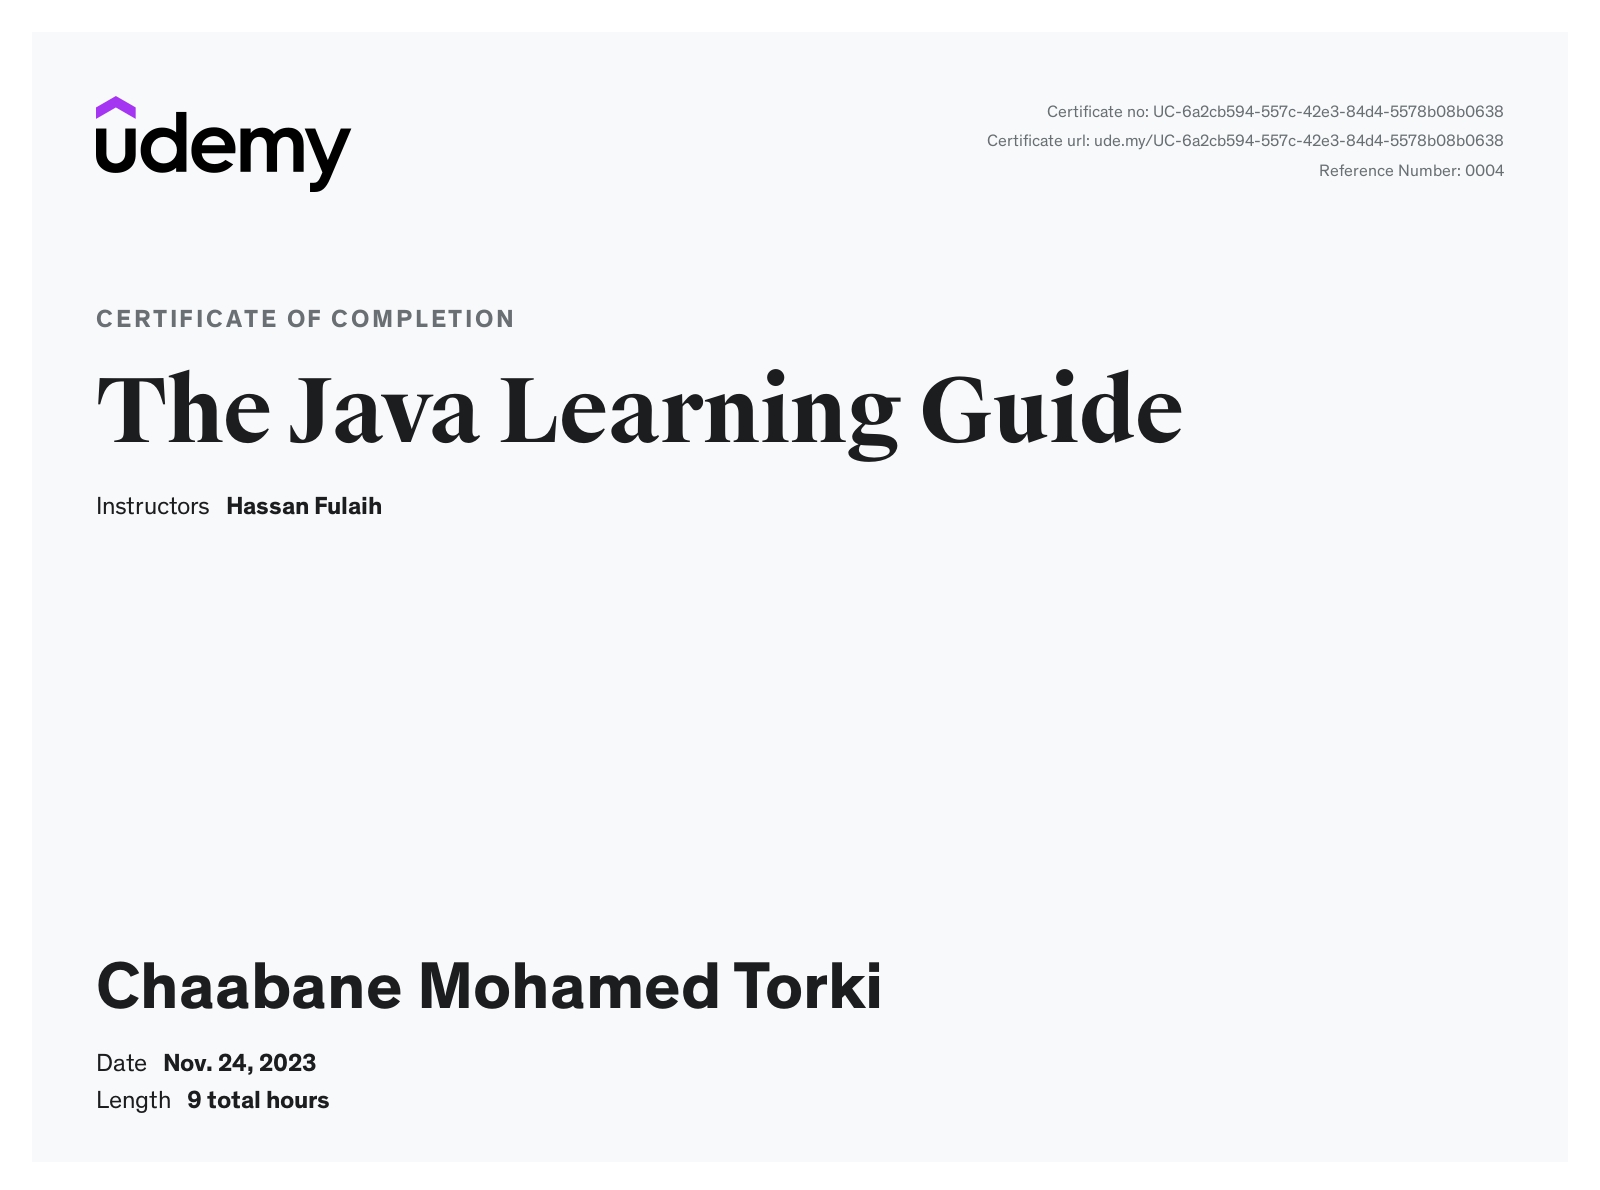 udemy
Certificate no: UC-6a2cb594-557c-42e3-84d4-5578b08b0638
Certificate url: ude.my/UC-6a2cb594-557c-42e3-84d4-5578b08b0638
Reference Number: 0004
CERTIFICATE OF COMPLETION
The Java Learning Guide
Instructors Hassan Fulaih
Chaabane Mohamed Torki
Date Nov. 24, 2023
Length 9 total hours